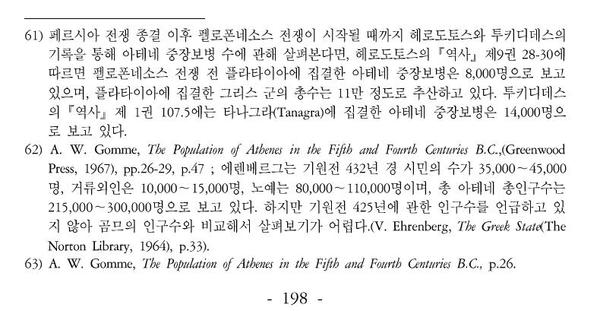 61) 페르시아 전쟁 종결 이후 펠로폰네소스 전쟁이 시작될 때까지 헤로도토스와 투키디데스의
기록을 통해 아테네 중장보병 수에 관해 살펴본다면, 헤로도토스의 『역사』 제9권 28-30에
따르면 펠로폰네소스 전쟁 전 플라타이아에 집결한 아테네 중장보병은 8,000명으로 보고
있으며, 플라타이아에 집결한 그리스 군의 총수는 11만 정도로 추산하고 있다. 투키디데스
의 『역사』 제 1권 107.5에는 타나그라(Tanagra)에 집결한 아테네 중장보병은 14,000명으
로 보고 있다.
62) A. W. Gomme, The Population of Athenes in the Fifth and Fourth Centuries B.C.,(Greenwood
Press, 1967), pp.26-29, p.47 ; 에렌베르그는 기원전 432년 경 시민의 수가 35,000~45,000
명, 거류외인은 10,000~15,000명, 노예는 80,000~110,000명이며, 총 아테네 총인구수는
215,000~300,000명으로 보고 있다. 하지만 기원전 425년에 관한 인구수를 언급하고 있
지 않아 곰므의 인구수와 비교해서 살펴보기가 어렵다.(V. Ehrenberg, The Greek State(The
Norton Library, 1964), p.33).
63) A. W. Gomme, The Population of Athenes in the Fifth and Fourth Centuries B.C., p.26.
- 198 -